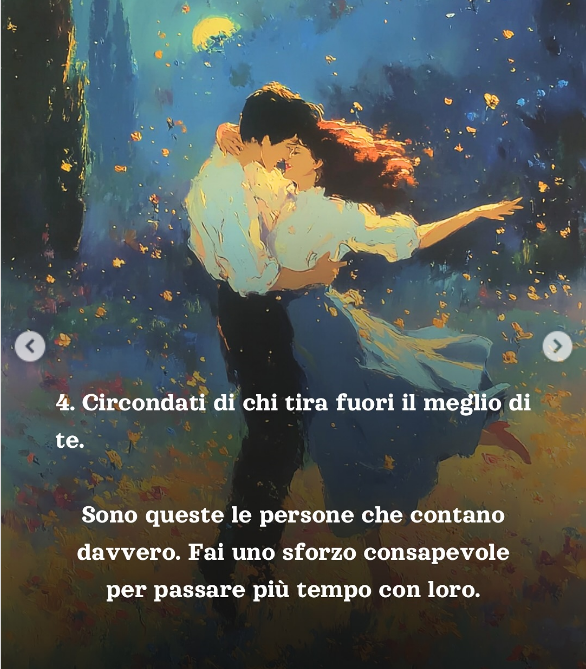 4. Circondati di chi tira fuori il meglio di
te.
Sono queste le persone che contano
davvero. Fai uno sforzo consapevole
per passare più tempo con loro.